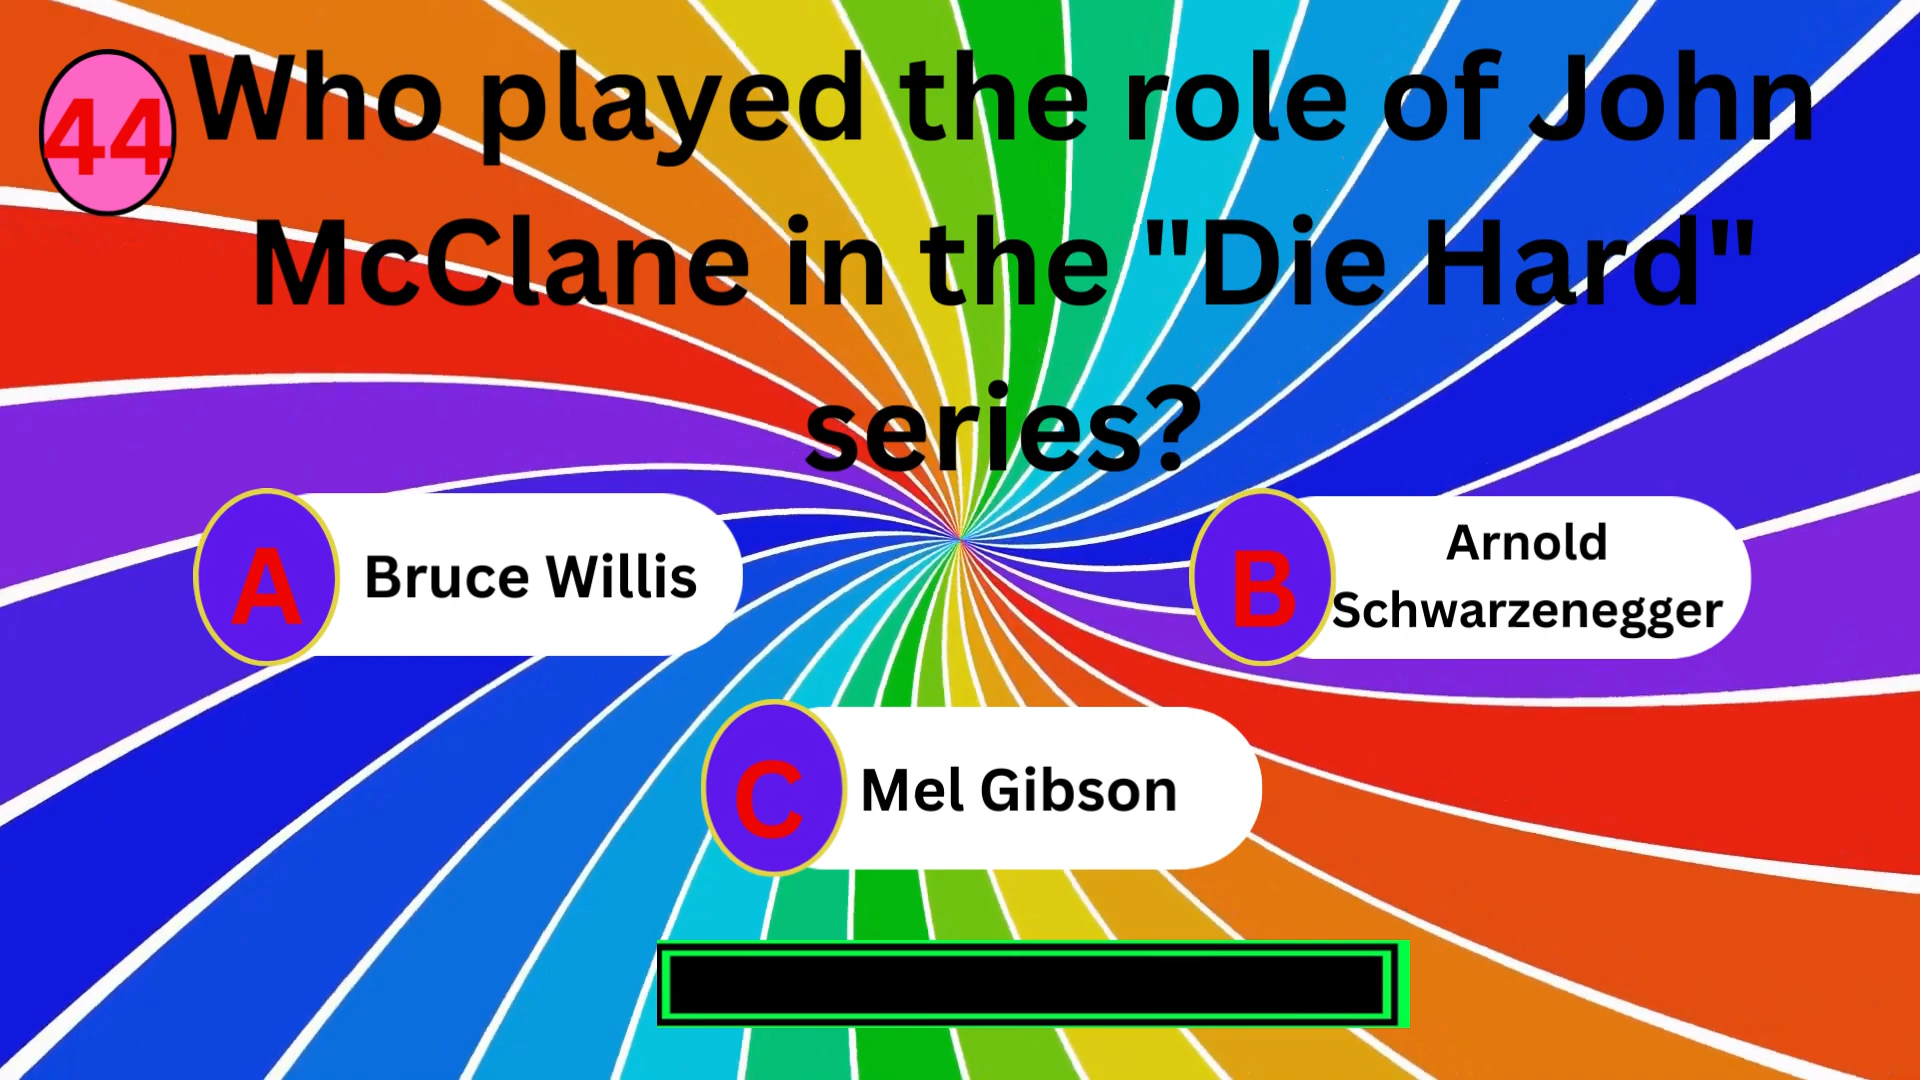 44
Who played the role of John
McClane in the "Die Hard"
series?
A
Bruce Willis
B
Arnold
Schwarzenegger
C
Mel Gibson